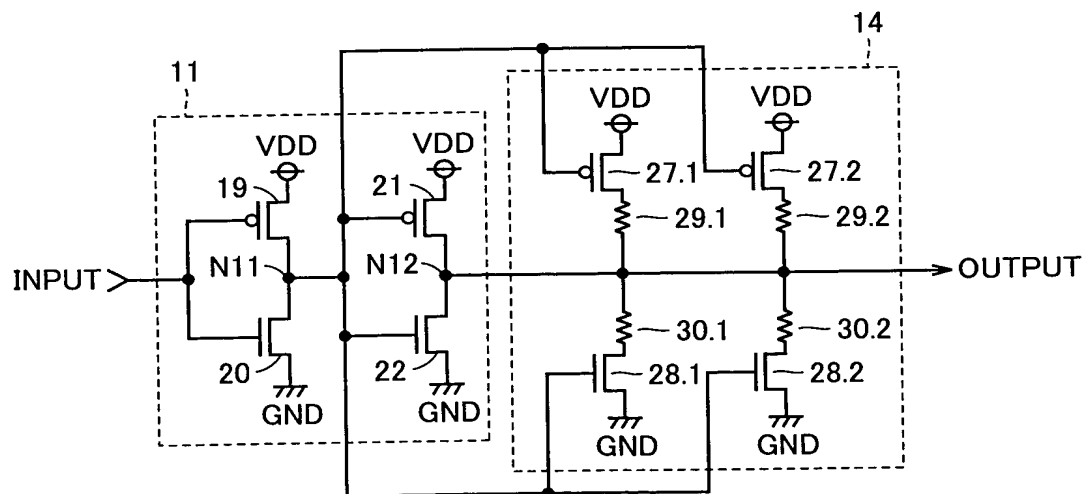 14
11
VDD
VDD
VDD
VDD
19
21
27.1
27.2
29.1
29.2
INPUT
N11
N12
OUTPUT
30.1
30.2
20
22
28.1
28.2
GND
GND
GND
GND